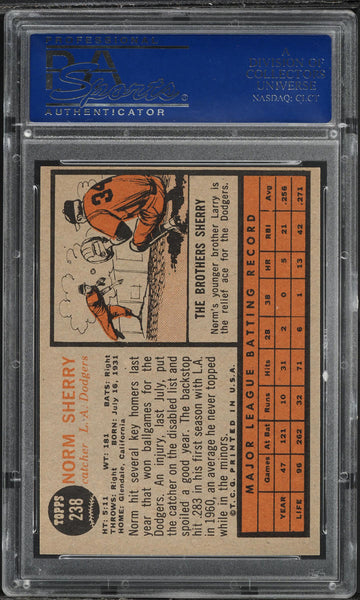 PROFESSIONAL
PSA
Sports
®
AUTHENTICATOR
A
DIVISION OF
COLLECTORS
UNIVERSE
NASDAQ: CLCT
TOPPS
238
NORM SHERRY
catcher L. A. Dodgers
HT: 5:11 WT: 181 BATS: Right
THROWS: Right BORN: July 16, 1931
HOME: Glendale, California
Norm hit several key homers last
year that won ballgames for the
Dodgers. An injury, last July, put
the catcher on the disabled list and
spoiled a good year. The backstop
hit .283 in his first season with L.A.
in 1960, an average he never topped
while in the minors.
© T.C.G. PRINTED IN U.S.A.
THE BROTHERS SHERRY
Norm's younger brother Larry is
the relief ace for the Dodgers.
MAJOR LEAGUE BATTING RECORD
Games At Bat Runs Hits 2B 3B HR RBI Avg.
YEAR 47 121 10 31 2 0 5 21 .256
LIFE 96 262 32 71 6 1 13 42 .271